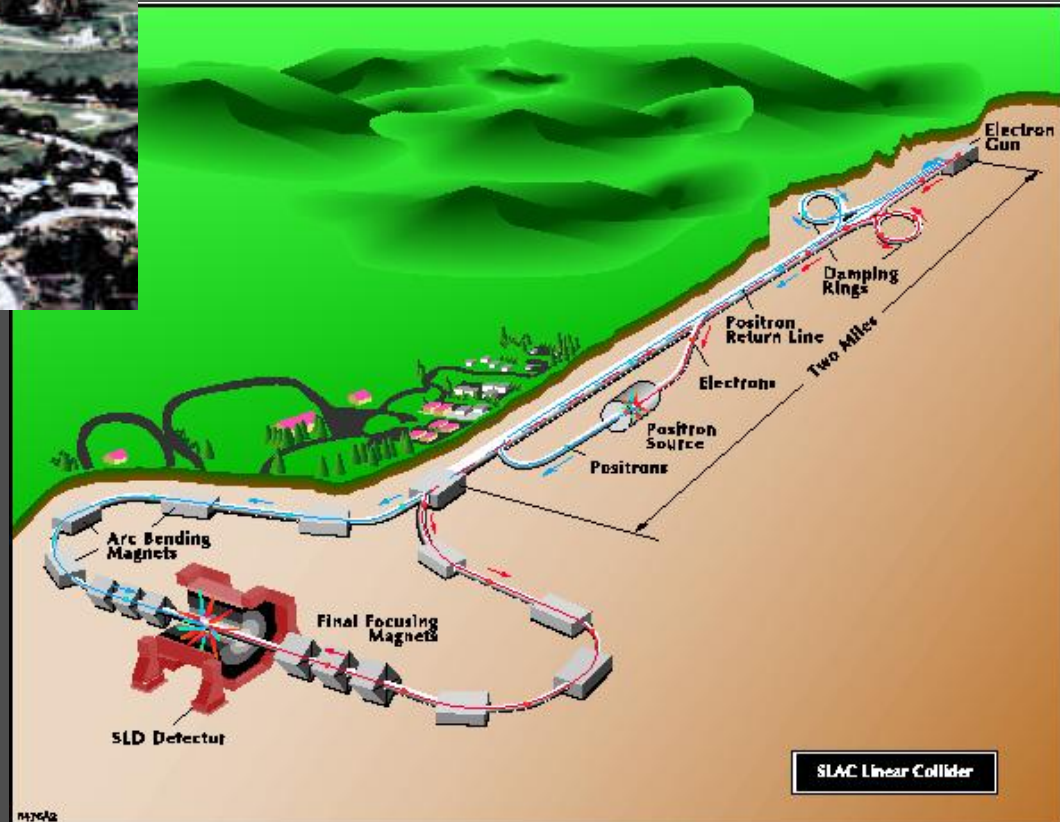 Electron
Gun
Damping
Rings
Positron
Return Line
Two Miles
Electrons
Positron
Source
Positrons
Arc Bending
Magnets
Final Focusing
Magnets
SLD Detector
SLAC Linear Collider